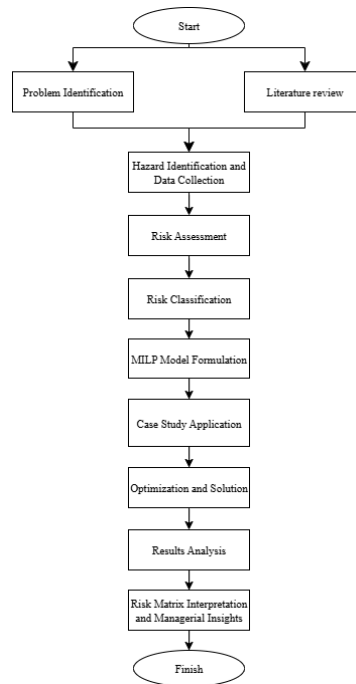 Start
Problem Identification
Literature review
Hazard Identification and
Data Collection
Risk Assessment
Risk Classification
MILP Model Formulation
Case Study Application
Optimization and Solution
Results Analysis
Risk Matrix Interpretation
and Managerial Insights
Finish